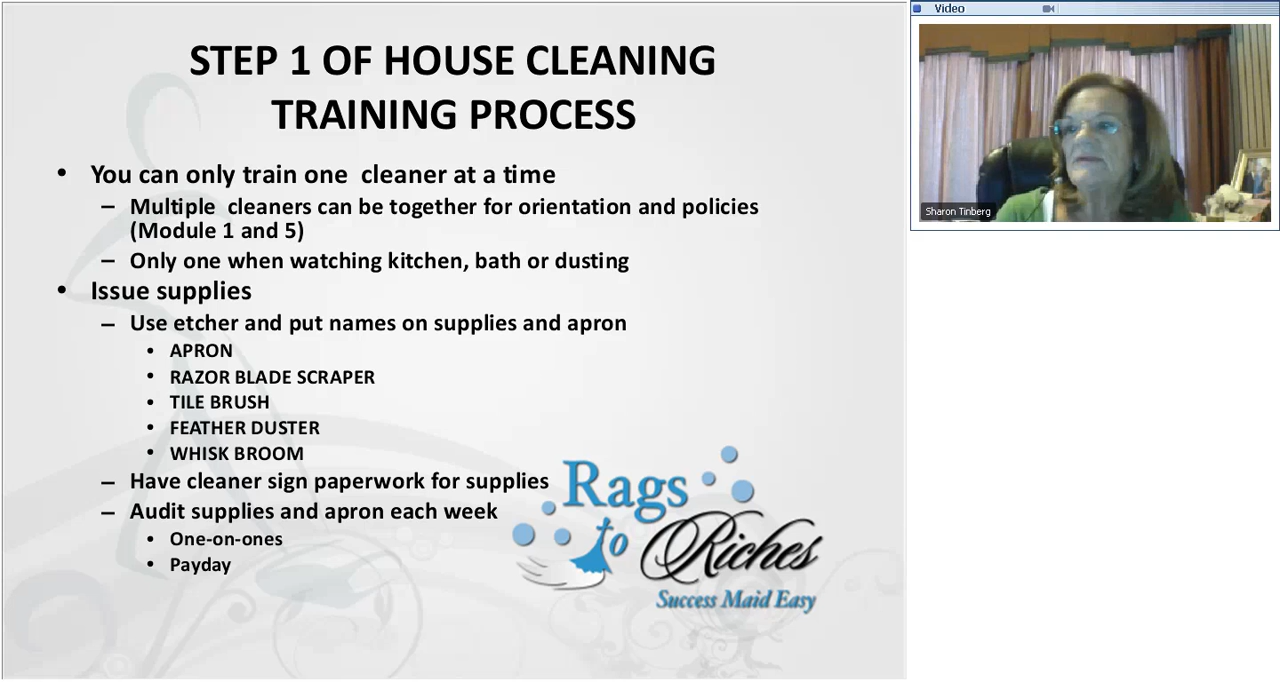 STEP 1 OF HOUSE CLEANING
TRAINING PROCESS
• You can only train one  cleaner at a time
– Multiple  cleaners can be together for orientation and policies
(Module 1 and 5)
– Only one when watching kitchen, bath or dusting
• Issue supplies
– Use etcher and put names on supplies and apron
• APRON
• RAZOR BLADE SCRAPER
• TILE BRUSH
• FEATHER DUSTER
• WHISK BROOM
– Have cleaner sign paperwork for supplies
– Audit supplies and apron each week
• One-on-ones
• Payday
Rags
to Riches
Success Maid Easy
Video
Sharon Tinberg